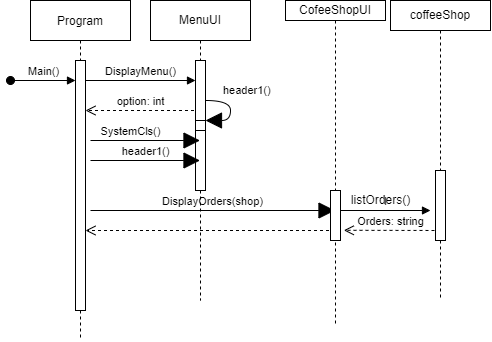 Program
MenuUI
CofeeShopUI
coffeeShop
Main()
DisplayMenu()
header1()
option: int
SystemCls()
header1()
DisplayOrders(shop)
listOrders()
Orders: string